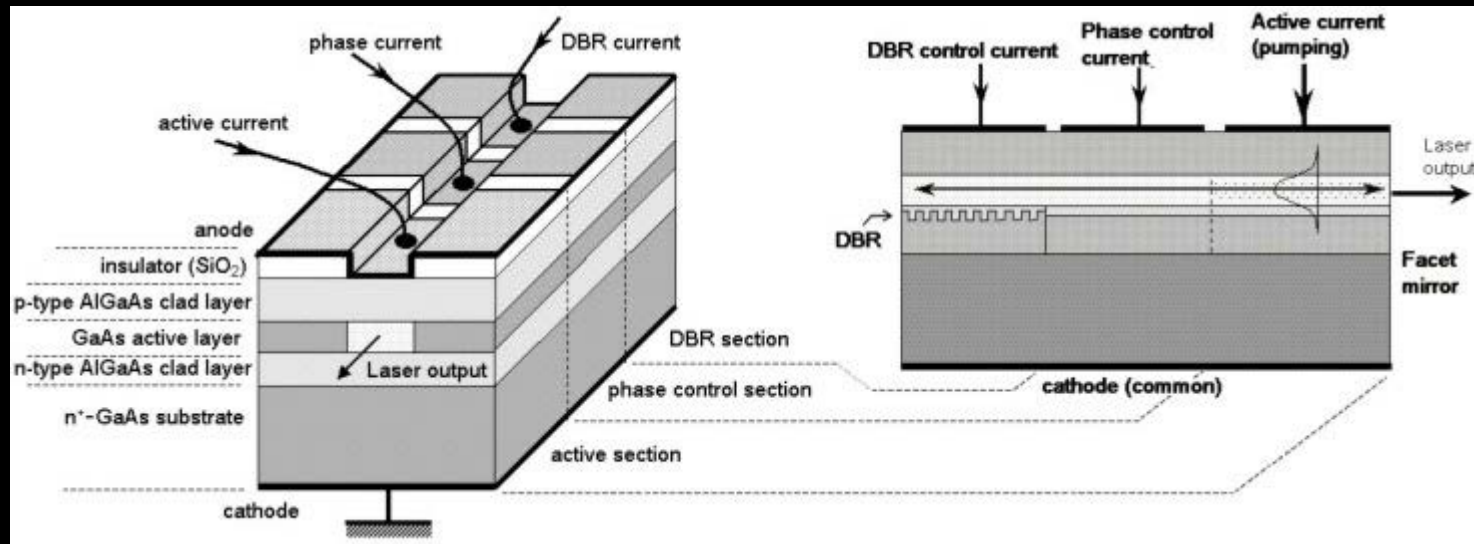 phase current
DBR current
active current
anode
insulator (SiO₂)
p-type AlGaAs clad layer
GaAs active layer
n-type AlGaAs clad layer
n⁺-GaAs substrate
cathode
Laser output
DBR section
phase control section
active section
DBR control current
Phase control
current
Active current
(pumping)
Laser
output
DBR
Facet
mirror
cathode (common)